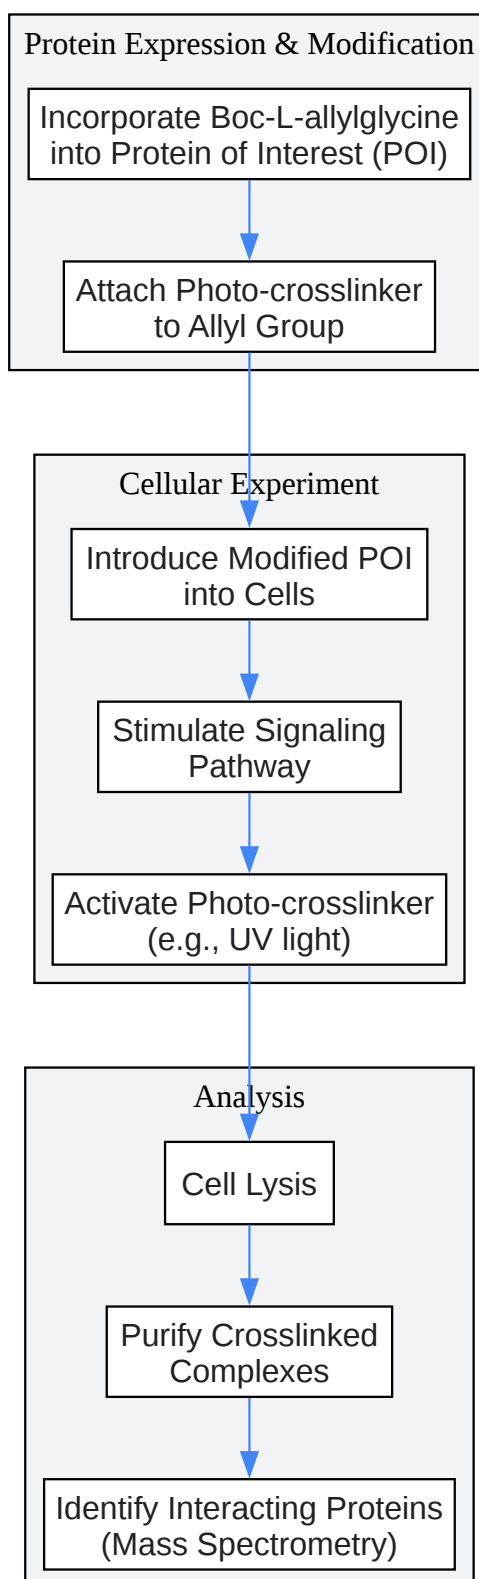 Protein Expression & Modification
Incorporate Boc-L-allylglycine
into Protein of Interest (POI)
Attach Photo-crosslinker
to Allyl Group
Cellular Experiment
Introduce Modified POI
into Cells
Stimulate Signaling
Pathway
Activate Photo-crosslinker
(e.g., UV light)
Analysis
Cell Lysis
Purify Crosslinked
Complexes
Identify Interacting Proteins
(Mass Spectrometry)